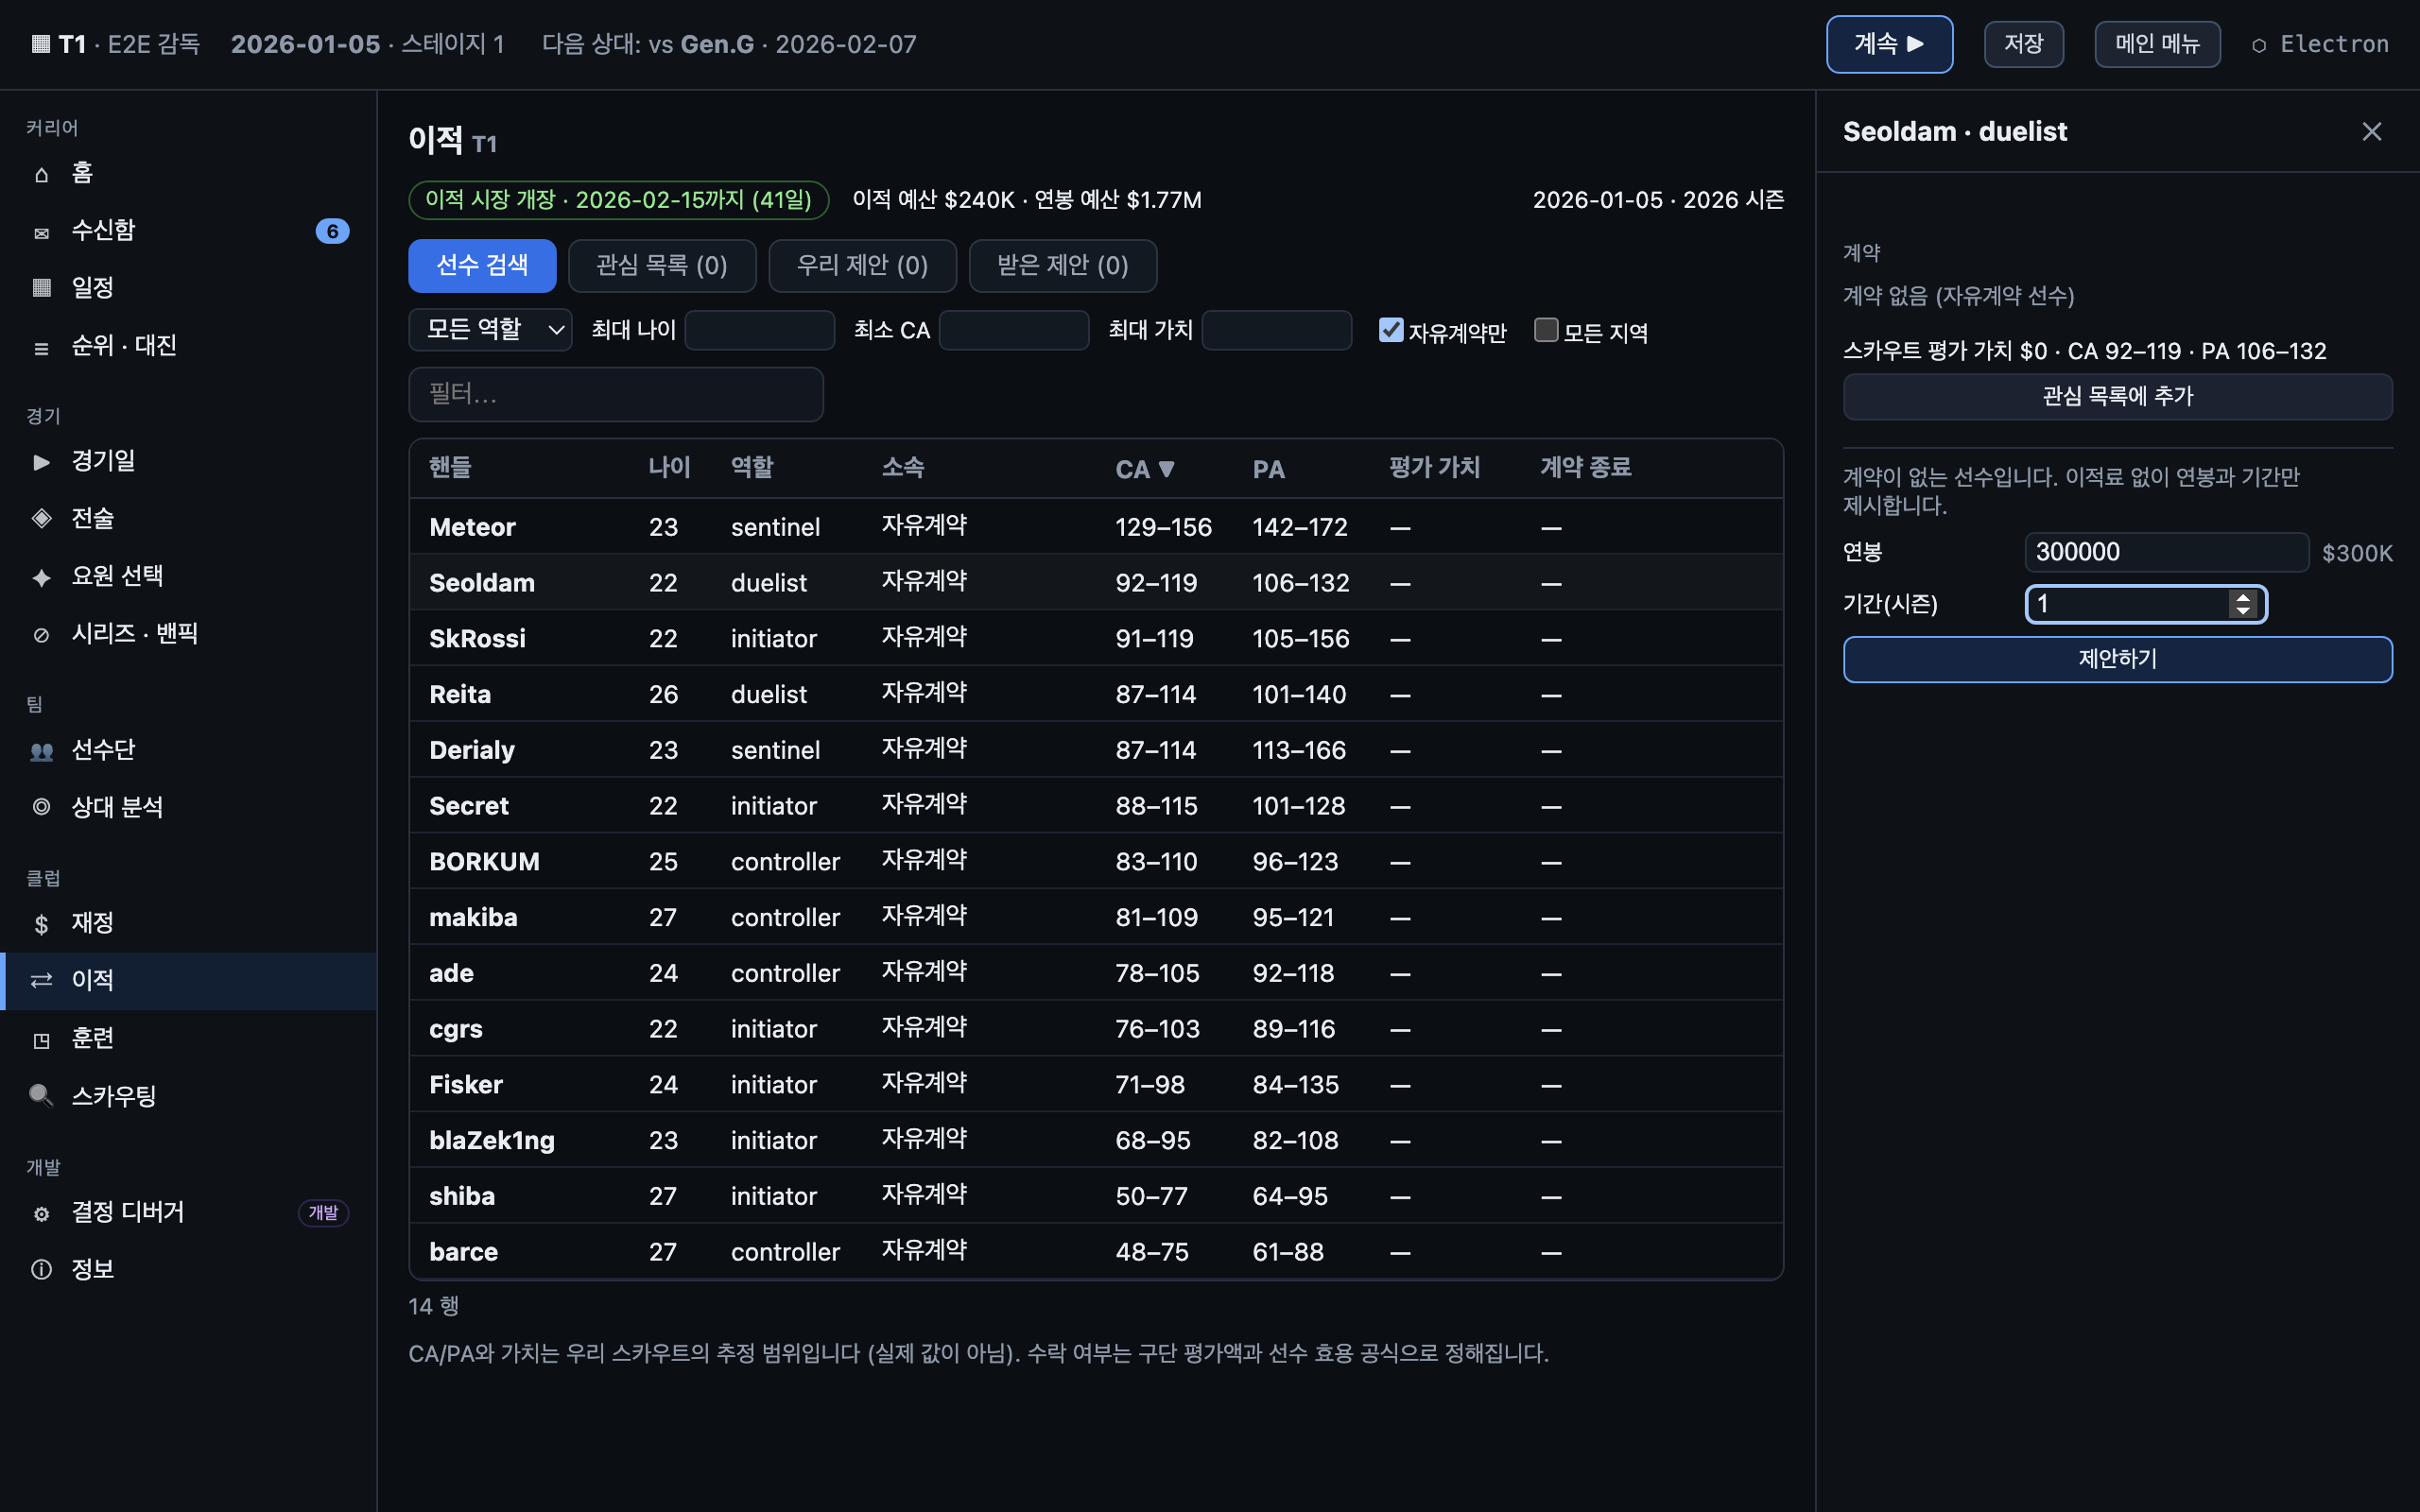 T1 · E2E 감독 2026-01-05 · 스테이지 1 다음 상대: vs Gen.G · 2026-02-07 계속 ▶ 저장 메인 메뉴 Electron
커리어
홈
수신함 6
일정
순위 · 대진
경기
경기일
전술
요원 선택
시리즈 · 밴픽
팀
선수단
상대 분석
클럽
$ 재정
이적
훈련
스카우팅
개발
결정 디버거 개발
정보
이적 T1
이적 시장 개장 · 2026-02-15까지 (41일) 이적 예산 $240K · 연봉 예산 $1.77M 2026-01-05 · 2026 시즌
선수 검색 관심 목록 (0) 우리 제안 (0) 받은 제안 (0)
모든 역할 최대 나이 최소 CA 최대 가치 자유계약만 모든 지역
필터...
핸들 나이 역할 소속 CA ▼ PA 평가 가치 계약 종료
Meteor 23 sentinel 자유계약 129–156 142–172 — —
Seoldam 22 duelist 자유계약 92–119 106–132 — —
SkRossi 22 initiator 자유계약 91–119 105–156 — —
Reita 26 duelist 자유계약 87–114 101–140 — —
Derialy 23 sentinel 자유계약 87–114 113–166 — —
Secret 22 initiator 자유계약 88–115 101–128 — —
BORKUM 25 controller 자유계약 83–110 96–123 — —
makiba 27 controller 자유계약 81–109 95–121 — —
ade 24 controller 자유계약 78–105 92–118 — —
cgrs 22 initiator 자유계약 76–103 89–116 — —
Fisker 24 initiator 자유계약 71–98 84–135 — —
blaZek1ng 23 initiator 자유계약 68–95 82–108 — —
shiba 27 initiator 자유계약 50–77 64–95 — —
barce 27 controller 자유계약 48–75 61–88 — —
14 행
CA/PA와 가치는 우리 스카우트의 추정 범위입니다 (실제 값이 아님). 수락 여부는 구단 평가액과 선수 효용 공식으로 정해집니다.
Seoldam · duelist
계약
계약 없음 (자유계약 선수)
스카우트 평가 가치 $0 · CA 92–119 · PA 106–132
관심 목록에 추가
계약이 없는 선수입니다. 이적료 없이 연봉과 기간만
제시합니다.
연봉 300000 $300K
기간(시즌) 1
제안하기